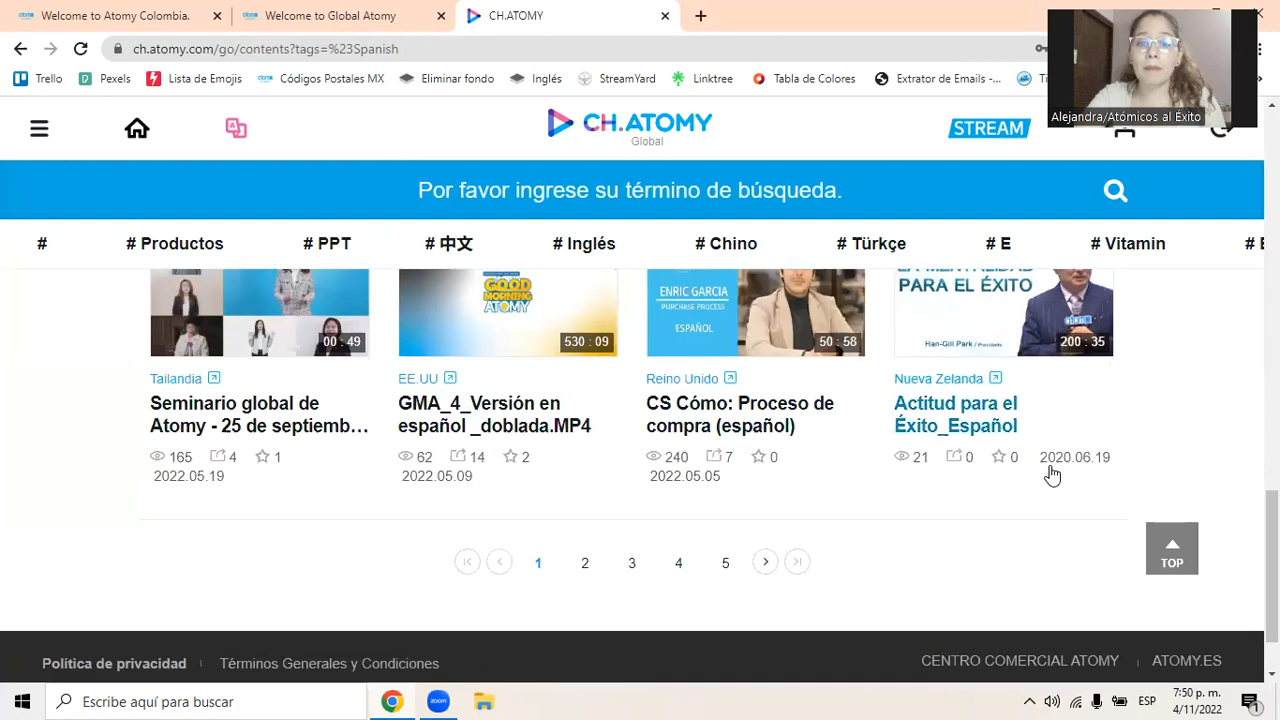 Welcome to Atomy Colombia.
Welcome to Global Atomy
CH.ATOMY
ch.atomy.com/go/contents?tags=%23Spanish
Trello
Pexels
Lista de Emojis
Códigos Postales MX
Eliminar fondo
Inglés
StreamYard
Linktree
Tabla de Colores
Extrator de Emails -...
Alejandra/Atómicos al Éxito
CH.ATOMY
Global
STREAM
Por favor ingrese su término de búsqueda.
#
# Productos
# PPT
# 中文
# Inglés
# Chino
# Türkçe
# E
# Vitamin
00 : 49
GOOD
MORNING
ATOMY
530 : 09
ENRIC GARCIA
PURCHASE PROCESS
ESPAÑOL
50 : 58
LA MENTALIDAD
PARA EL ÉXITO
Han-Gill Park / Presidente
200 : 35
Tailandia
Seminario global de
Atomy - 25 de septiemb...
165 4 1
2022.05.19
EE.UU
GMA_4_Versión en
español _doblada.MP4
62 14 2
2022.05.09
Reino Unido
CS Cómo: Proceso de
compra (español)
240 7 0
2022.05.05
Nueva Zelanda
Actitud para el
Éxito_Español
21 0 0 2020.06.19
1 2 3 4 5
TOP
Política de privacidad
Términos Generales y Condiciones
CENTRO COMERCIAL ATOMY
ATOMY.ES
Escribe aquí para buscar
zoom
ESP
7:50 p. m.
4/11/2022